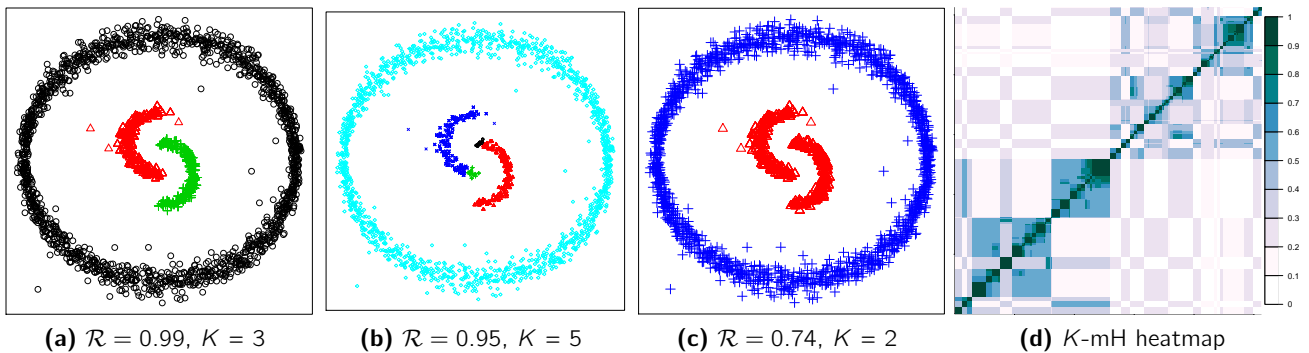 1
0.9
0.8
0.7
0.6
0.5
0.4
0.3
0.2
0.1
0
(a) ℛ = 0.99, K = 3
(b) ℛ = 0.95, K = 5
(c) ℛ = 0.74, K = 2
(d) K-mH heatmap